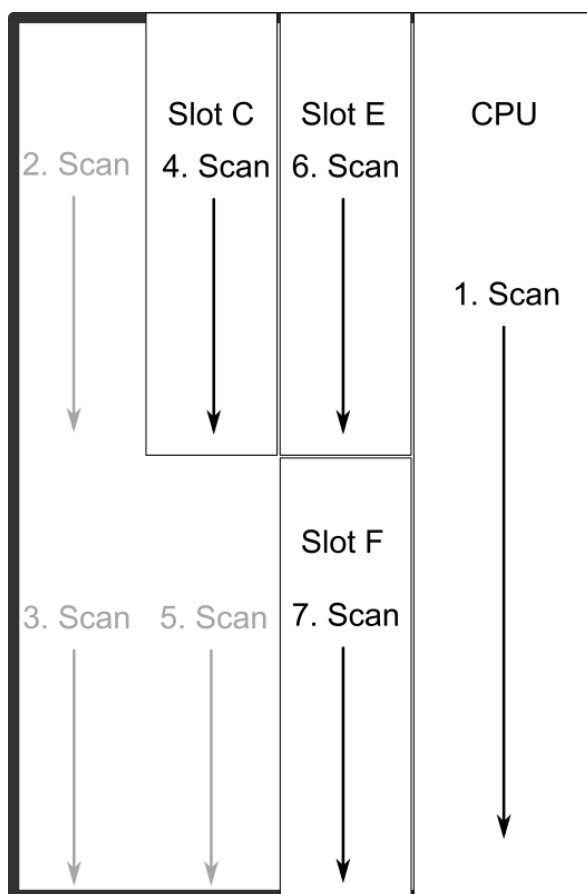 Slot C
Slot E
CPU
2. Scan
4. Scan
6. Scan
1. Scan
Slot F
3. Scan
5. Scan
7. Scan